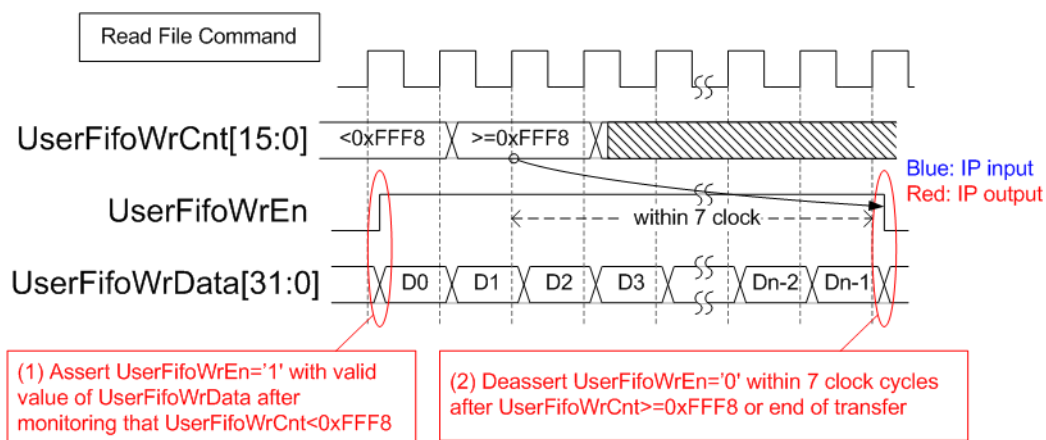 Read File Command
UserFifoWrCnt[15:0]
<0xFFF8
>=0xFFF8
Blue: IP input
Red: IP output
UserFifoWrEn
within 7 clock
UserFifoWrData[31:0]
D0
D1
D2
D3
Dn-2
Dn-1
(1) Assert UserFifoWrEn='1' with valid
value of UserFifoWrData after
monitoring that UserFifoWrCnt<0xFFF8
(2) Deassert UserFifoWrEn='0' within 7 clock cycles
after UserFifoWrCnt>=0xFFF8 or end of transfer